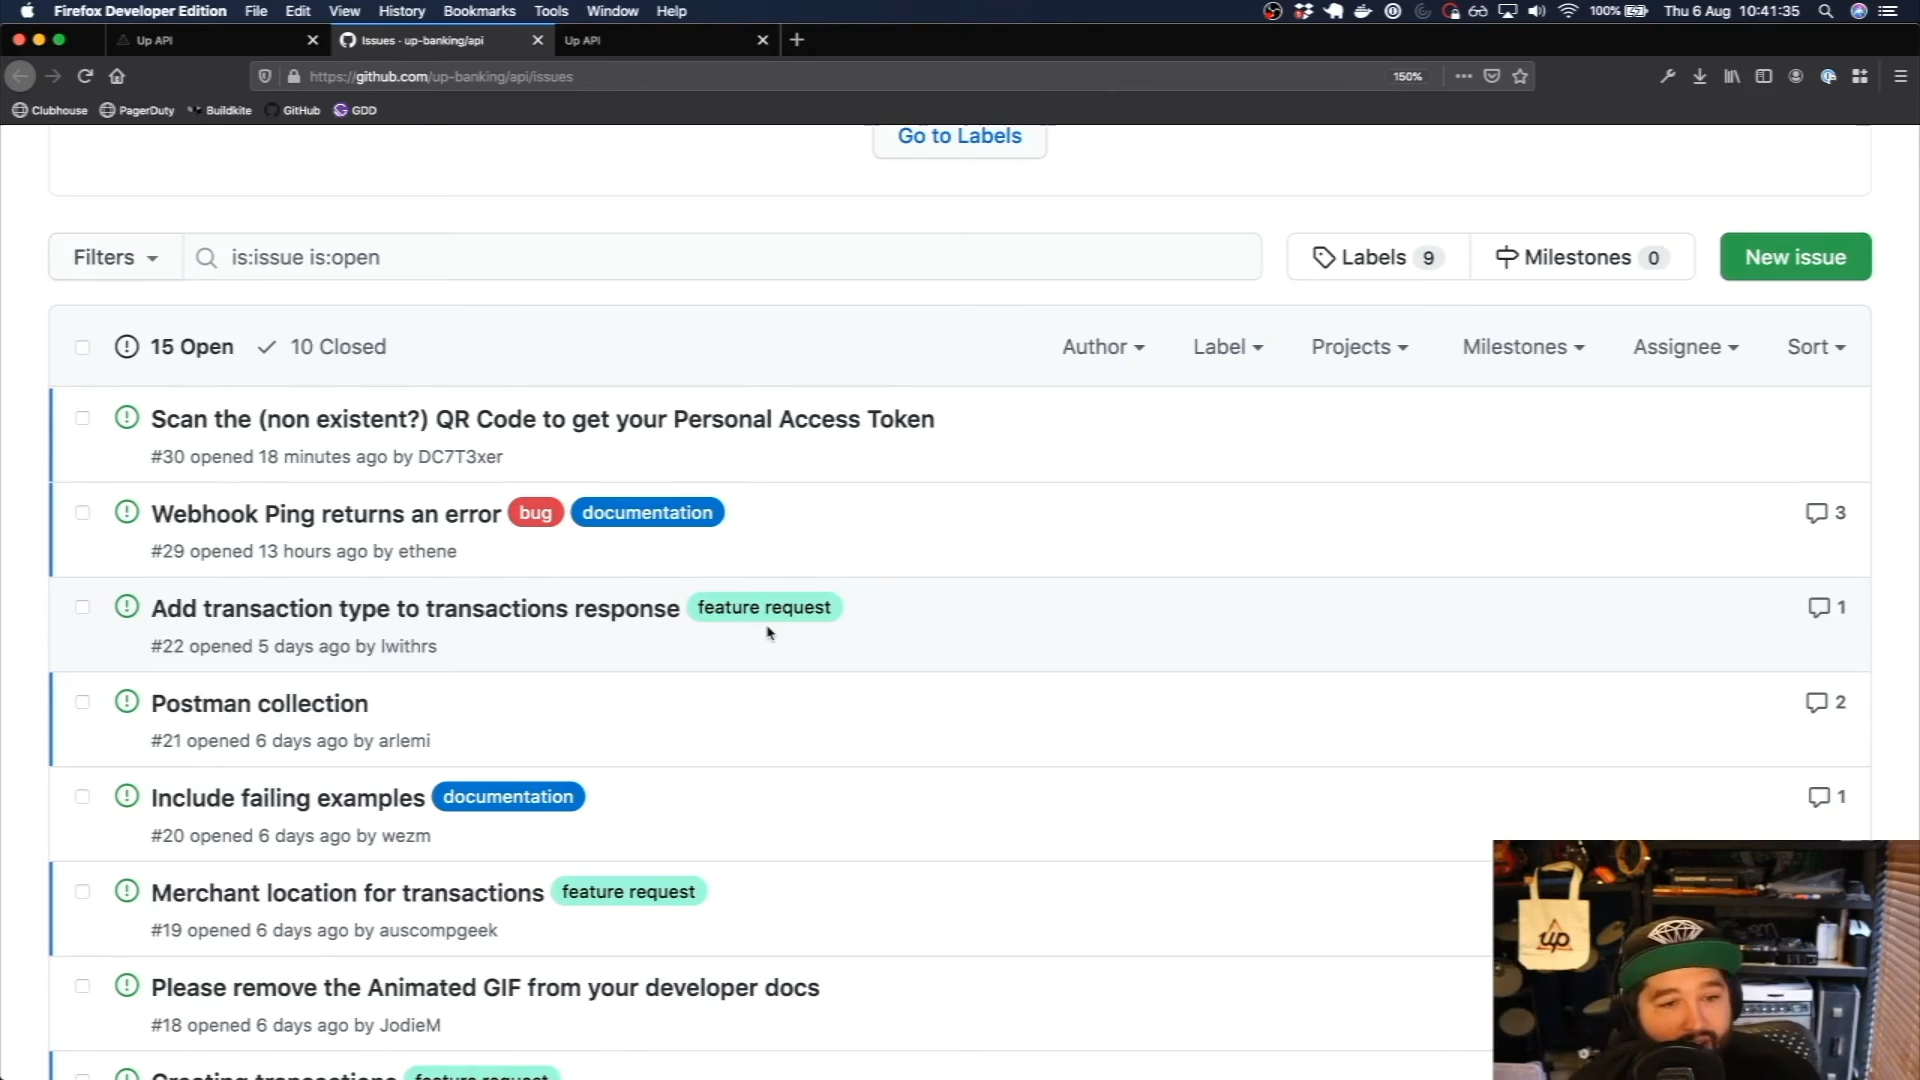 Firefox Developer Edition File Edit View History Bookmarks Tools Window Help 100% Thu 6 Aug 10:41:35
Up API Issues · up-banking/api Up API
https://github.com/up-banking/api/issues 150%
Clubhouse PagerDuty Buildkite GitHub GDD
Go to Labels
Filters is:issue is:open Labels 9 Milestones 0 New issue
15 Open 10 Closed Author Label Projects Milestones Assignee Sort
Scan the (non existent?) QR Code to get your Personal Access Token
#30 opened 18 minutes ago by DC7T3xer
Webhook Ping returns an error bug documentation 3
#29 opened 13 hours ago by ethene
Add transaction type to transactions response feature request 1
#22 opened 5 days ago by lwithrs
Postman collection 2
#21 opened 6 days ago by arlemi
Include failing examples documentation 1
#20 opened 6 days ago by wezm
Merchant location for transactions feature request
#19 opened 6 days ago by auscompgeek
Please remove the Animated GIF from your developer docs
#18 opened 6 days ago by JodieM
Creating transactions feature request
up